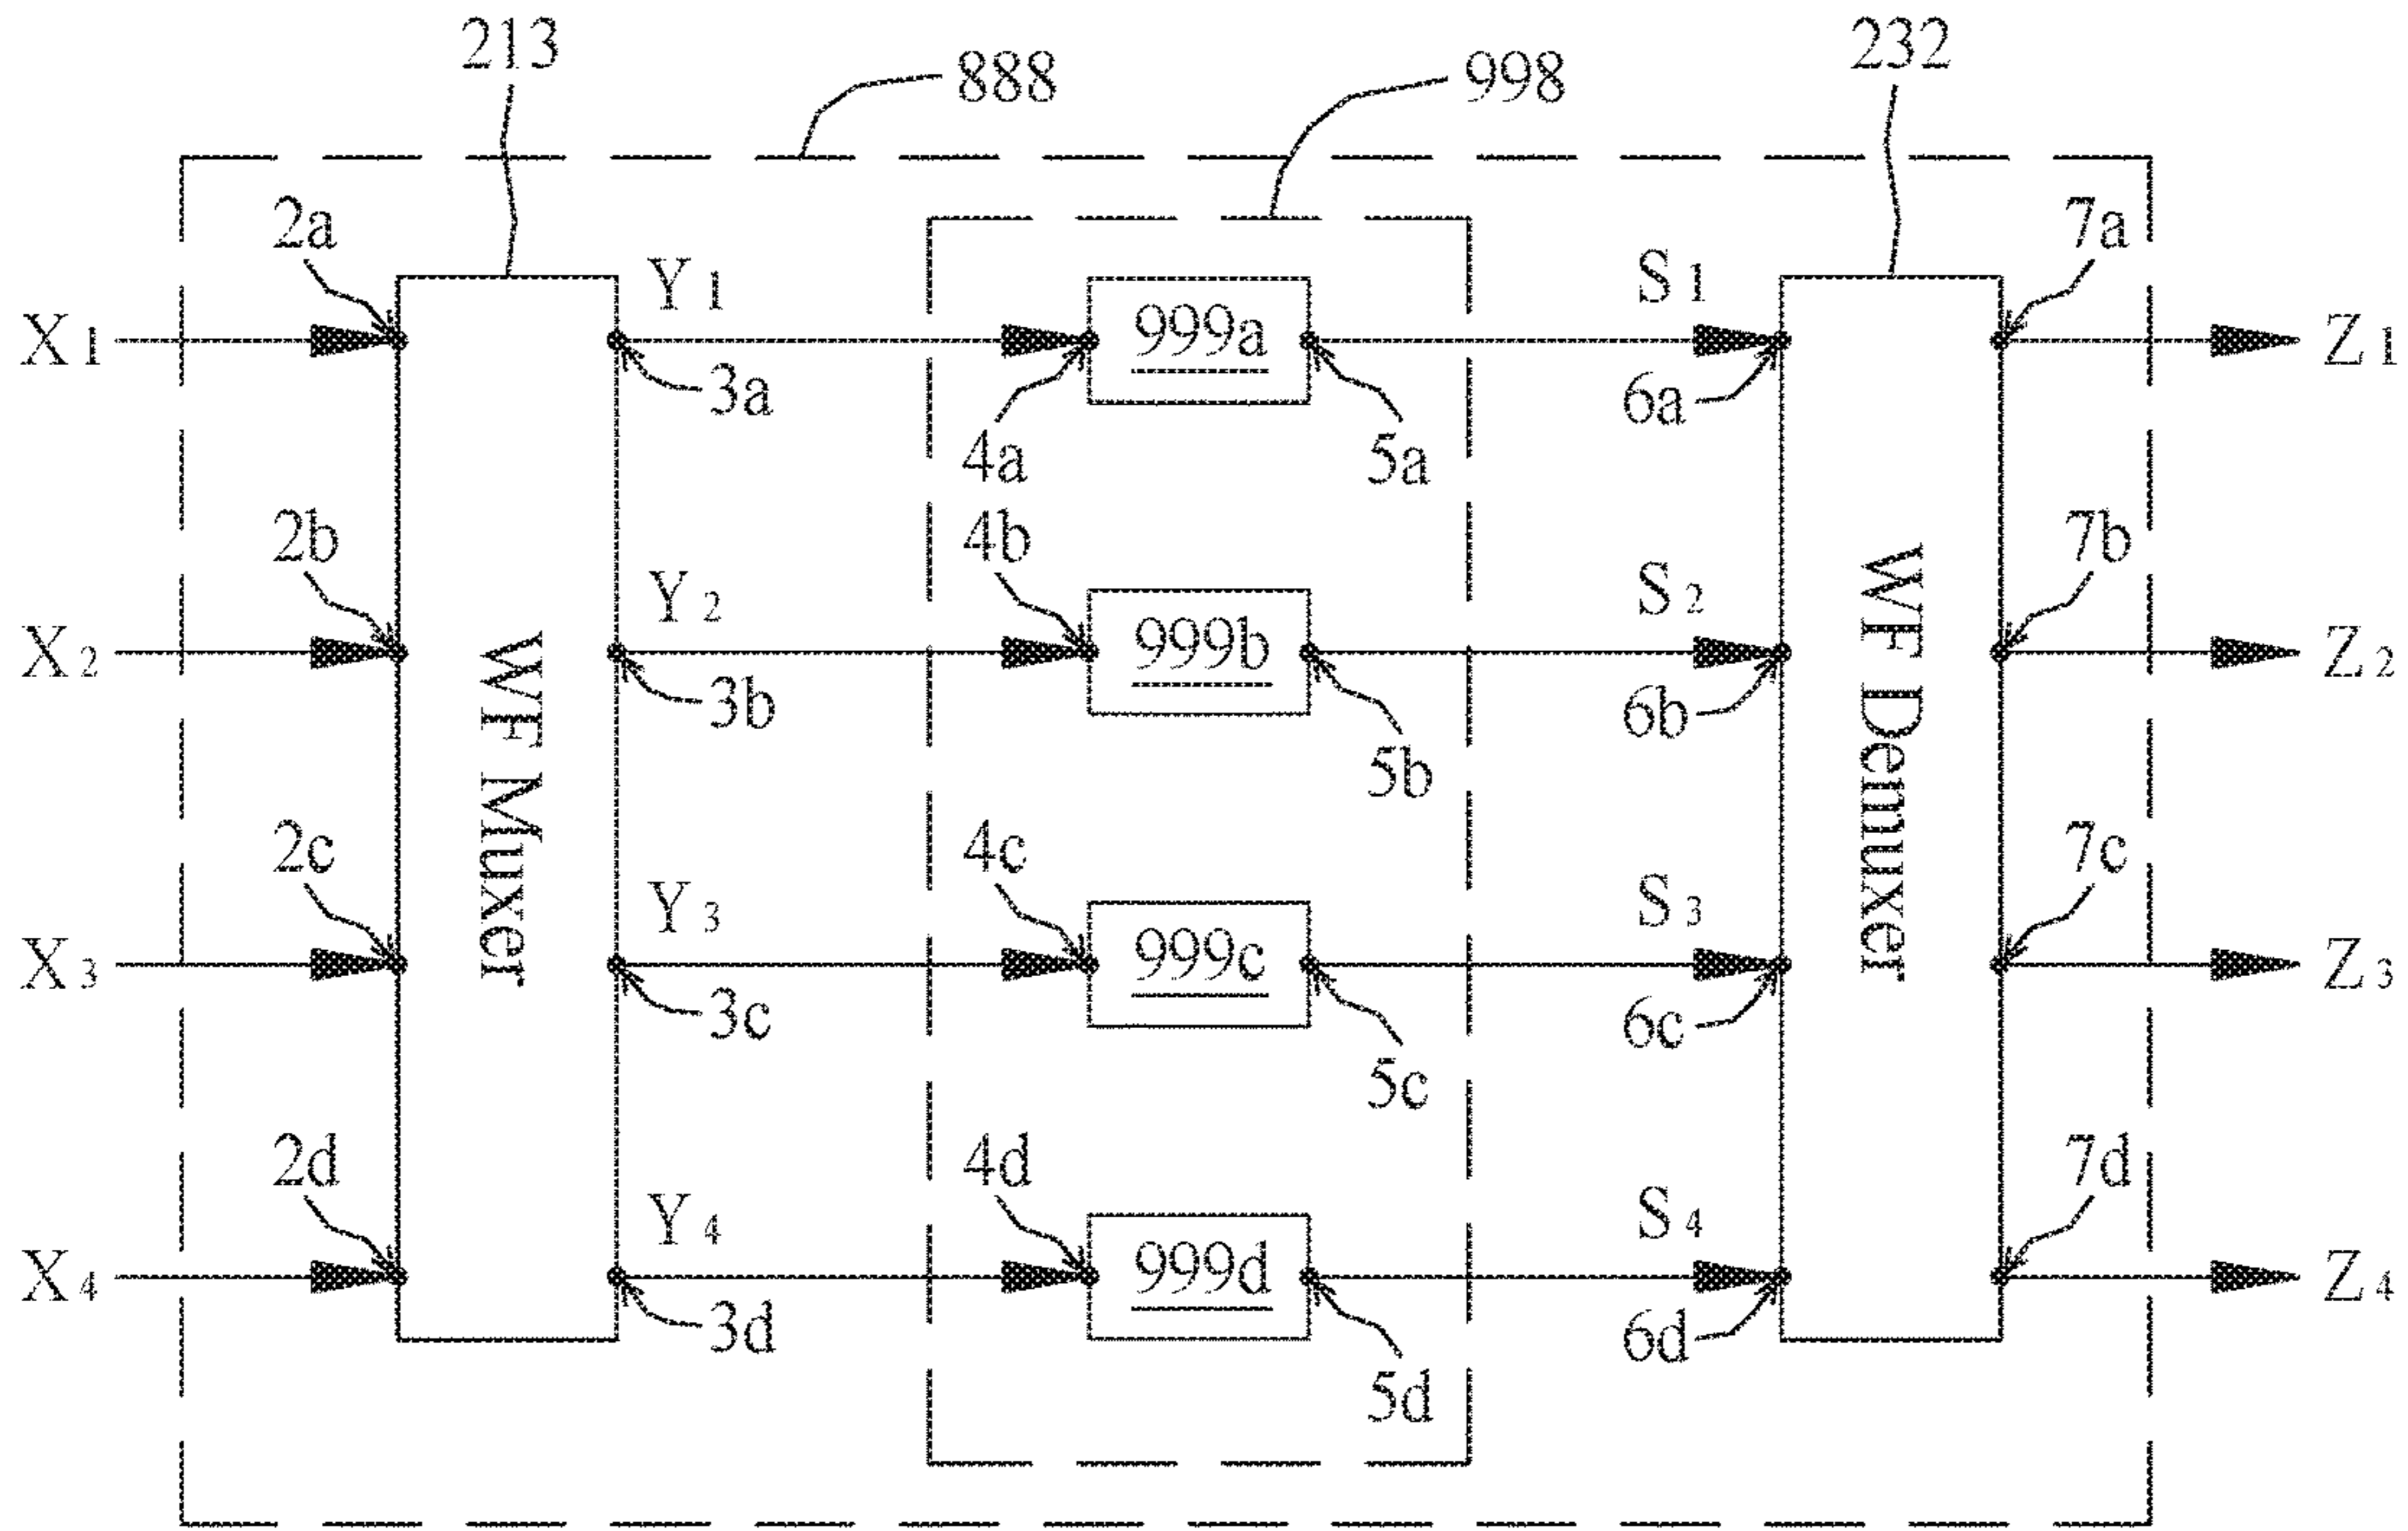 213 888 998 232
2a Y1 S1 7a
X1 999a Z1
3a 6a
4a 5a
2b 4b 7b
Y2 S2
X2 999b Z2
3b 6b
5b
WF Muxer
WF Demuxer
2c 4c 7c
Y3 S3
X3 999c Z3
3c 6c
5c
2d 4d 7d
Y4 S4
X4 999d Z4
3d 6d
5d